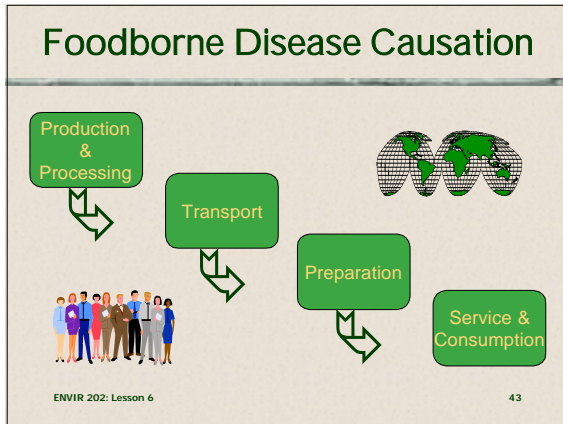 Foodborne Disease Causation
Production
&
Processing
Transport
Preparation
Service &
Consumption
ENVIR 202: Lesson 6
43